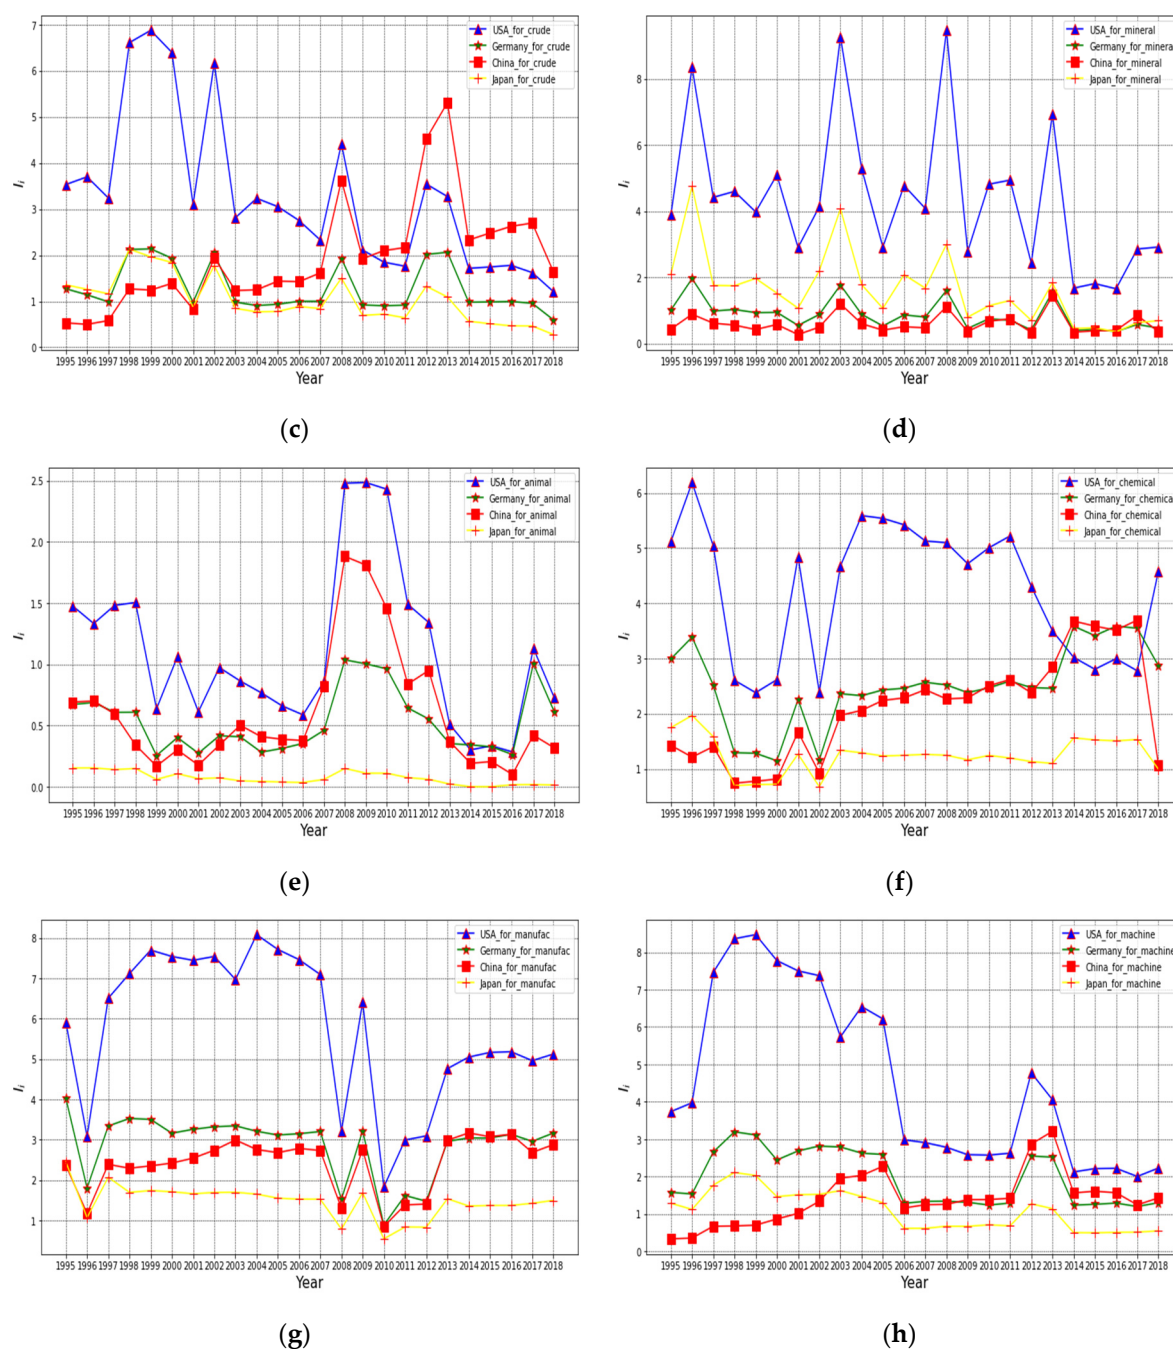 7
6
5
4
3
2
1
0
I_i
USA_for_crude
Germany_for_crude
China_for_crude
Japan_for_crude
1995 1996 1997 1998 1999 2000 2001 2002 2003 2004 2005 2006 2007 2008 2009 2010 2011 2012 2013 2014 2015 2016 2017 2018
Year
(c)
8
6
4
2
0
I_i
USA_for_mineral
Germany_for_mineral
China_for_mineral
Japan_for_mineral
1995 1996 1997 1998 1999 2000 2001 2002 2003 2004 2005 2006 2007 2008 2009 2010 2011 2012 2013 2014 2015 2016 2017 2018
Year
(d)
2.5
2.0
1.5
1.0
0.5
0.0
I_i
USA_for_animal
Germany_for_animal
China_for_animal
Japan_for_animal
1995 1996 1997 1998 1999 2000 2001 2002 2003 2004 2005 2006 2007 2008 2009 2010 2011 2012 2013 2014 2015 2016 2017 2018
Year
(e)
6
5
4
3
2
1
I_i
USA_for_chemical
Germany_for_chemical
China_for_chemical
Japan_for_chemical
1995 1996 1997 1998 1999 2000 2001 2002 2003 2004 2005 2006 2007 2008 2009 2010 2011 2012 2013 2014 2015 2016 2017 2018
Year
(f)
8
7
6
5
4
3
2
1
I_i
USA_for_manufac
Germany_for_manufac
China_for_manufac
Japan_for_manufac
1995 1996 1997 1998 1999 2000 2001 2002 2003 2004 2005 2006 2007 2008 2009 2010 2011 2012 2013 2014 2015 2016 2017 2018
Year
(g)
8
7
6
5
4
3
2
1
0
I_i
USA_for_machine
Germany_for_machine
China_for_machine
Japan_for_machine
1995 1996 1997 1998 1999 2000 2001 2002 2003 2004 2005 2006 2007 2008 2009 2010 2011 2012 2013 2014 2015 2016 2017 2018
Year
(h)